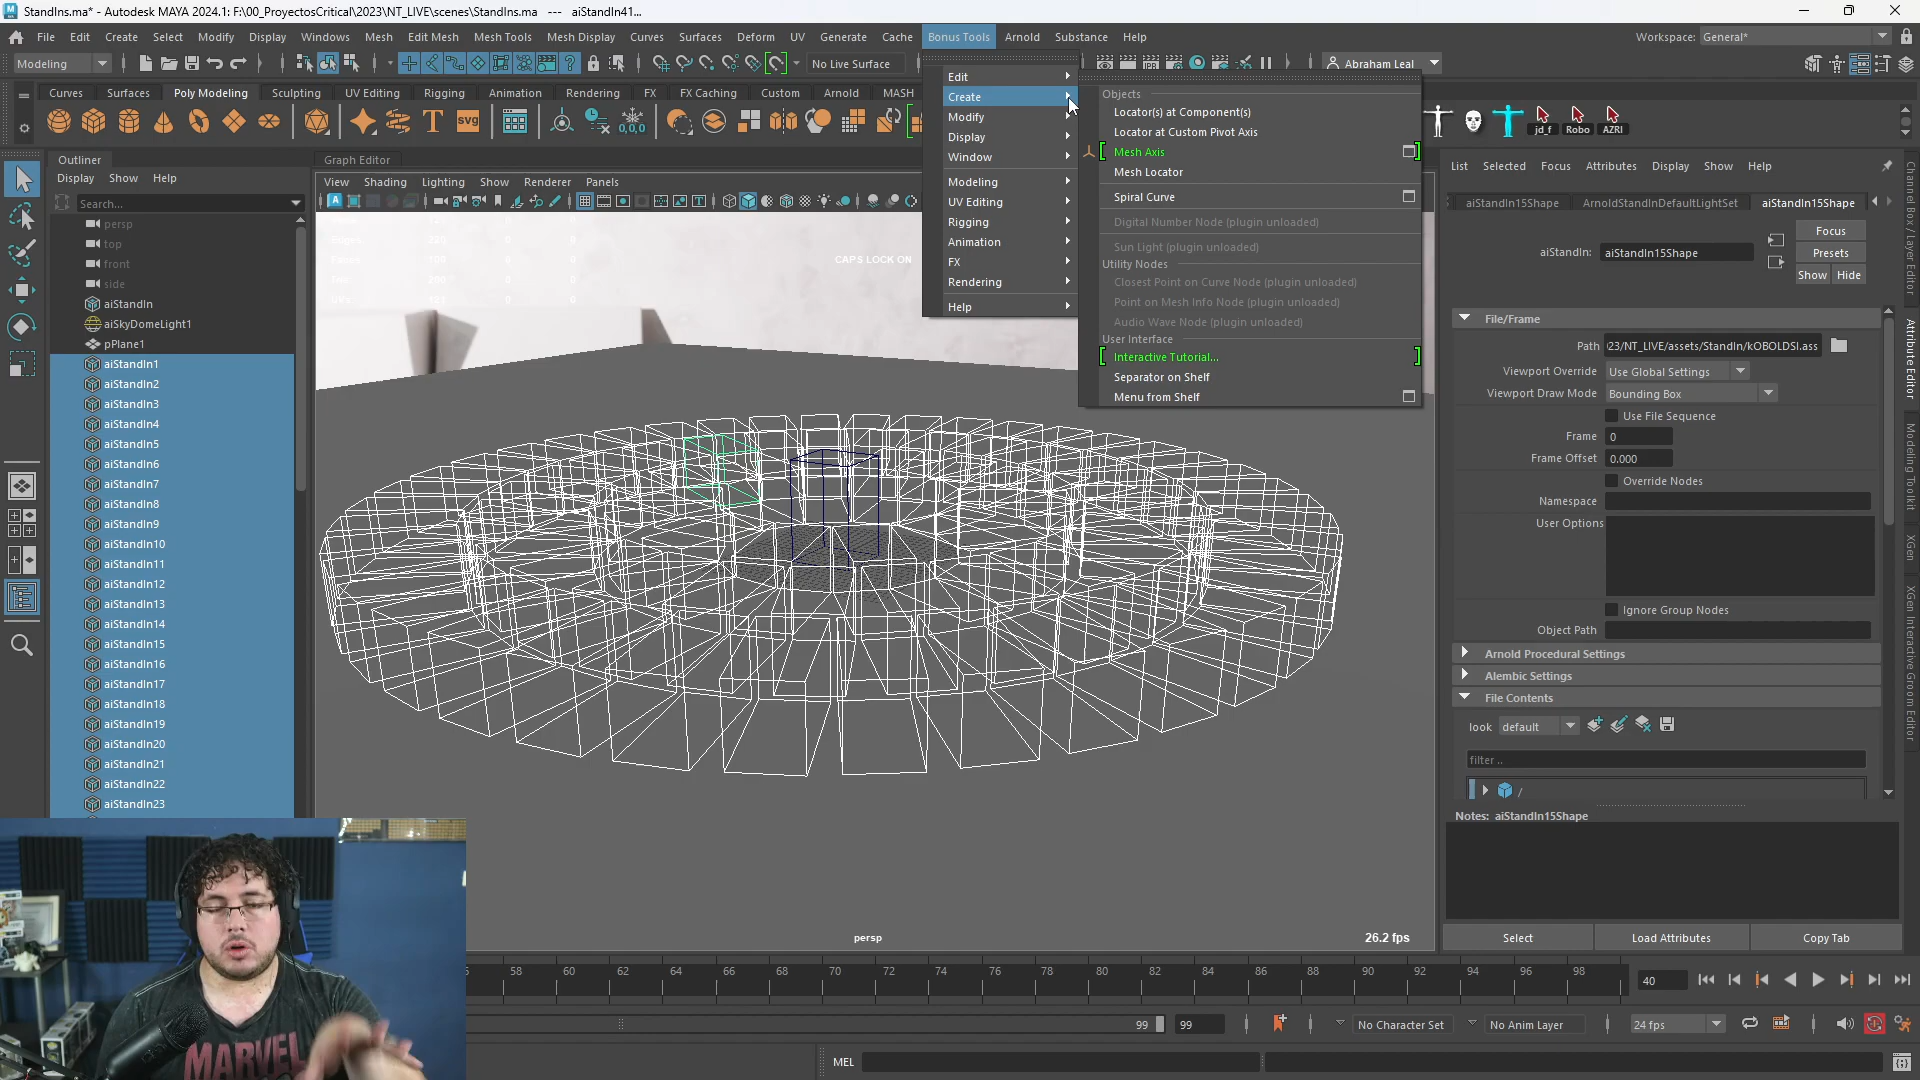 StandIns.ma* - Autodesk MAYA 2024.1: F:\00_ProyectosCritical\2023\NT_LIVE\scenes\StandIns.ma --- aiStandIn41...
File Edit Create Select Modify Display Windows Mesh Edit Mesh Mesh Tools Mesh Display Curves Surfaces Deform UV Generate Cache Bonus Tools Arnold Substance Help
Workspace: General*
Modeling
No Live Surface
Abraham Leal
Curves Surfaces Poly Modeling Sculpting UV Editing Rigging Animation Rendering FX FX Caching Custom Arnold MASH
svg
0,0,0
jd_f Robo AZRI
Edit
Create
Modify
Display
Window
Modeling
UV Editing
Rigging
Animation
FX
Rendering
Help
Objects
Locator(s) at Component(s)
Locator at Custom Pivot Axis
Mesh Axis
Mesh Locator
Spiral Curve
Digital Number Node (plugin unloaded)
Sun Light (plugin unloaded)
Utility Nodes
Closest Point on Curve Node (plugin unloaded)
Point on Mesh Info Node (plugin unloaded)
Audio Wave Node (plugin unloaded)
User Interface
Interactive Tutorial...
Separator on Shelf
Menu from Shelf
Outliner
Display Show Help
Search...
persp
top
front
side
aiStandIn
aiSkyDomeLight1
pPlane1
aiStandIn1
aiStandIn2
aiStandIn3
aiStandIn4
aiStandIn5
aiStandIn6
aiStandIn7
aiStandIn8
aiStandIn9
aiStandIn10
aiStandIn11
aiStandIn12
aiStandIn13
aiStandIn14
aiStandIn15
aiStandIn16
aiStandIn17
aiStandIn18
aiStandIn19
aiStandIn20
aiStandIn21
aiStandIn22
aiStandIn23
Graph Editor
View Shading Lighting Show Renderer Panels
CAPS LOCK ON
persp
26.2 fps
List Selected Focus Attributes Display Show Help
aiStandIn15Shape ArnoldStandInDefaultLightSet aiStandIn15Shape
aiStandIn: aiStandIn15Shape
Focus
Presets
Show Hide
File/Frame
Path 23/NT_LIVE/assets/StandIn/kOBOLDSI.ass
Viewport Override Use Global Settings
Viewport Draw Mode Bounding Box
Use File Sequence
Frame 0
Frame Offset 0.000
Override Nodes
Namespace
User Options
Ignore Group Nodes
Object Path
Arnold Procedural Settings
Alembic Settings
File Contents
look default
filter ..
/
Notes: aiStandIn15Shape
Select Load Attributes Copy Tab
Channel Box / Layer Editor
Attribute Editor
Modeling Toolkit
XGen
XGen Interactive Groom Editor
58 60 62 64 66 68 70 72 74 76 78 80 82 84 86 88 90 92 94 96 98
40
99 99
No Character Set
No Anim Layer
24 fps
MEL
MARVEL